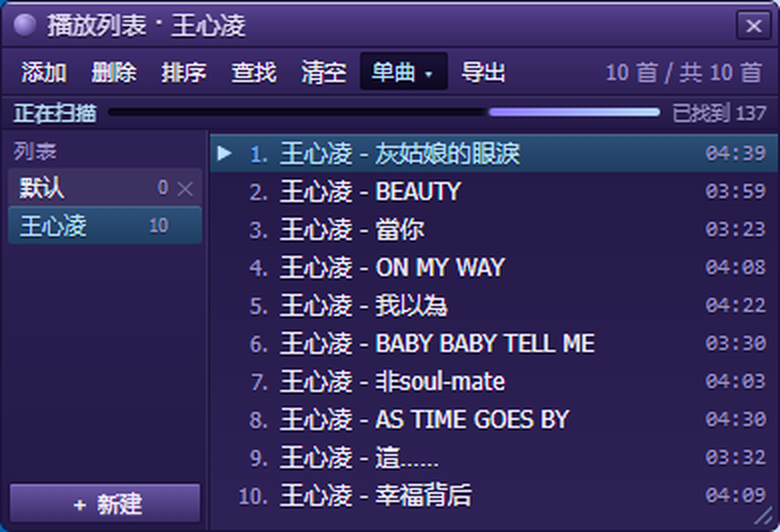 播放列表 · 王心凌
添加 删除 排序 查找 清空 单曲 导出 10 首 / 共 10 首
正在扫描 已找到 137
列表
默认 0
王心凌 10
1. 王心凌 - 灰姑娘的眼淚 04:39
2. 王心凌 - BEAUTY 03:59
3. 王心凌 - 當你 03:23
4. 王心凌 - ON MY WAY 04:08
5. 王心凌 - 我以為 04:22
6. 王心凌 - BABY BABY TELL ME 03:30
7. 王心凌 - 非soul-mate 04:03
8. 王心凌 - AS TIME GOES BY 04:30
9. 王心凌 - 這...... 03:32
10. 王心凌 - 幸福背后 04:09
+ 新建